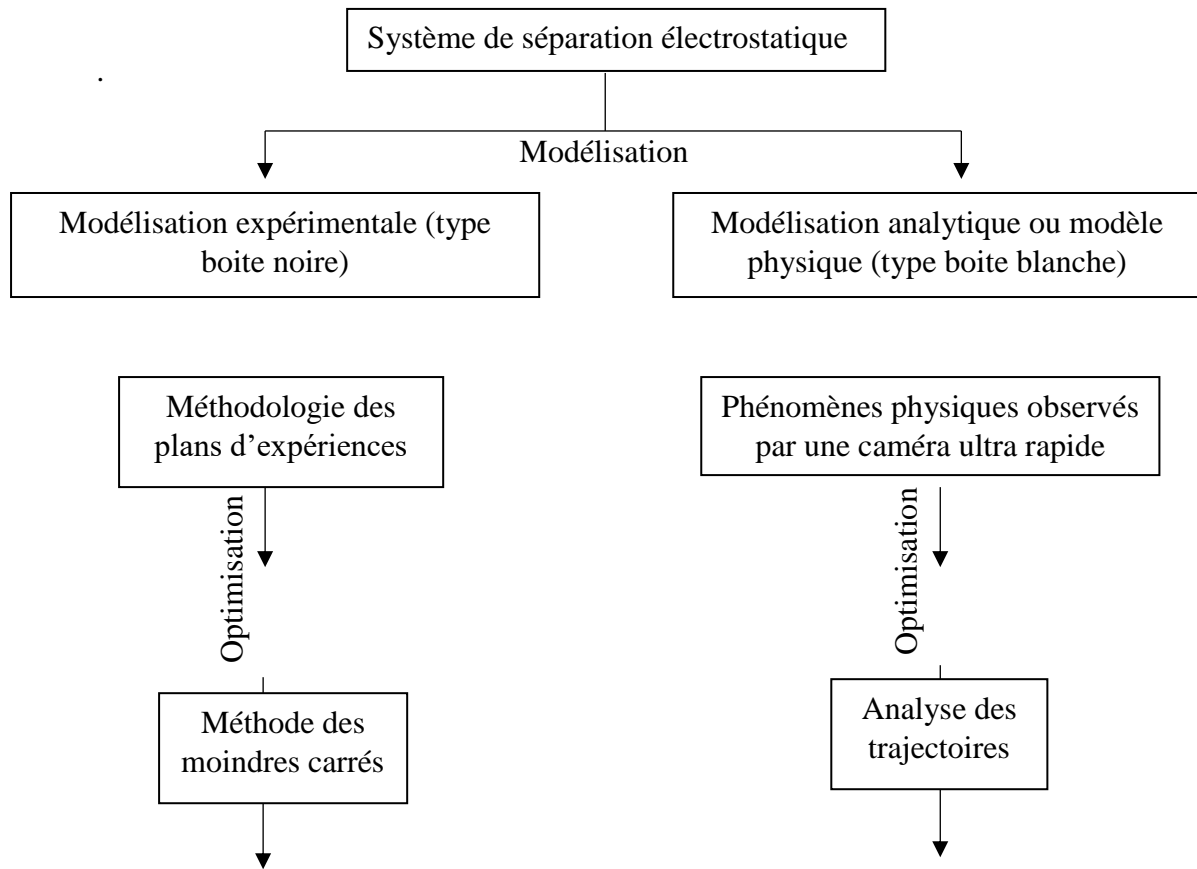 Système de séparation électrostatique
.
Modélisation
Modélisation expérimentale (type
boite noire)
Modélisation analytique ou modèle
physique (type boite blanche)
Méthodologie des
plans d’expériences
Phénomènes physiques observés
par une caméra ultra rapide
Optimisation
Optimisation
Méthode des
moindres carrés
Analyse des
trajectoires